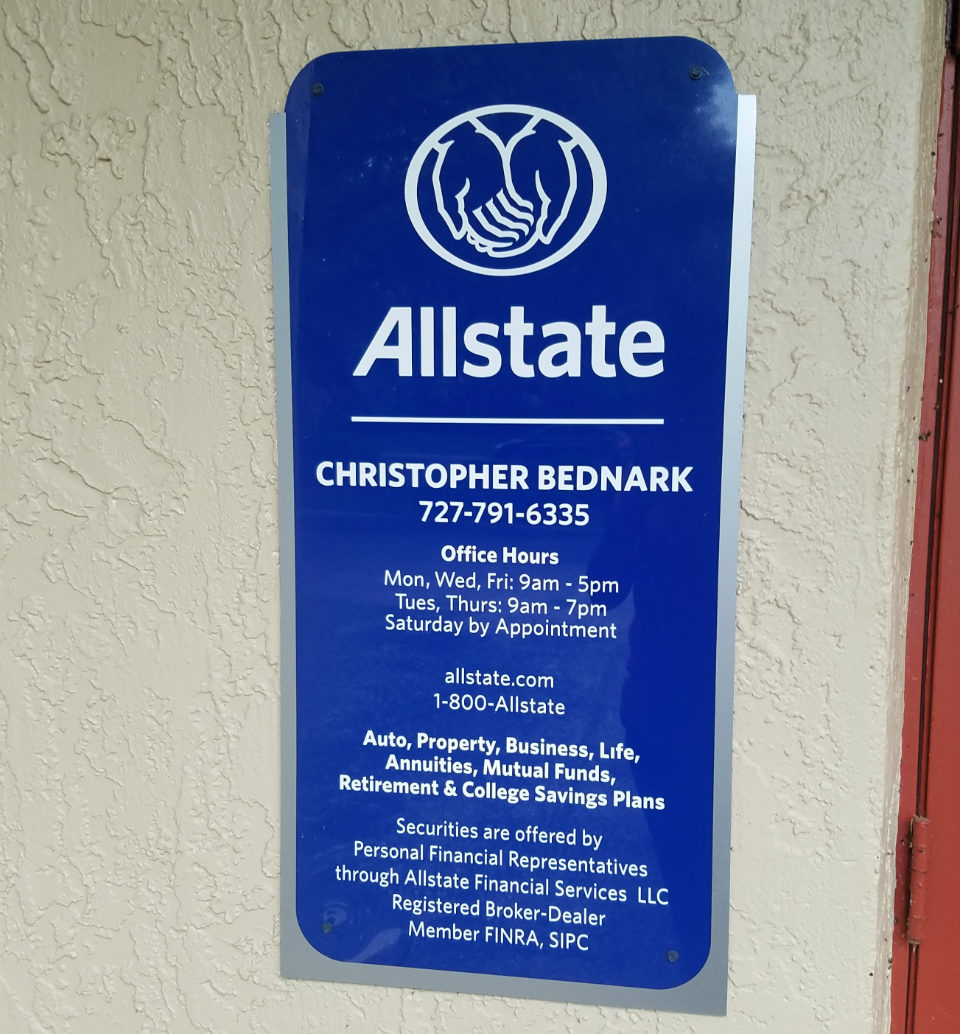 Allstate
CHRISTOPHER BEDNARK
727-791-6335
Office Hours
Mon, Wed, Fri: 9am - 5pm
Tues, Thurs: 9am - 7pm
Saturday by Appointment
allstate.com
1-800-Allstate
Auto, Property, Business, Life,
Annuities, Mutual Funds,
Retirement & College Savings Plans
Securities are offered by
Personal Financial Representatives
through Allstate Financial Services LLC
Registered Broker-Dealer
Member FINRA, SIPC